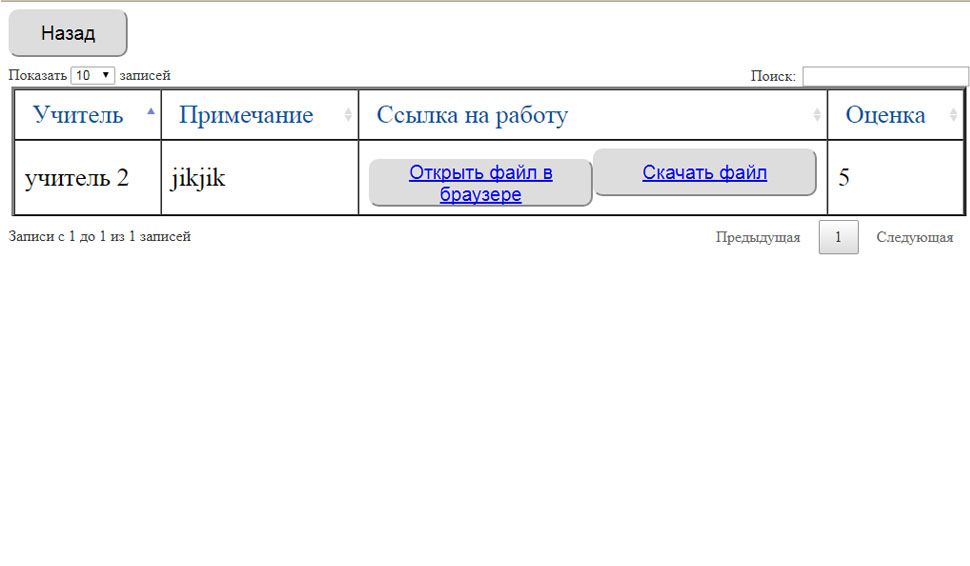 Назад
Показать 10 записей Поиск:
Учитель Примечание Ссылка на работу Оценка
учитель 2 jikjik Открыть файл в браузере Скачать файл 5
Записи с 1 до 1 из 1 записей Предыдущая 1 Следующая